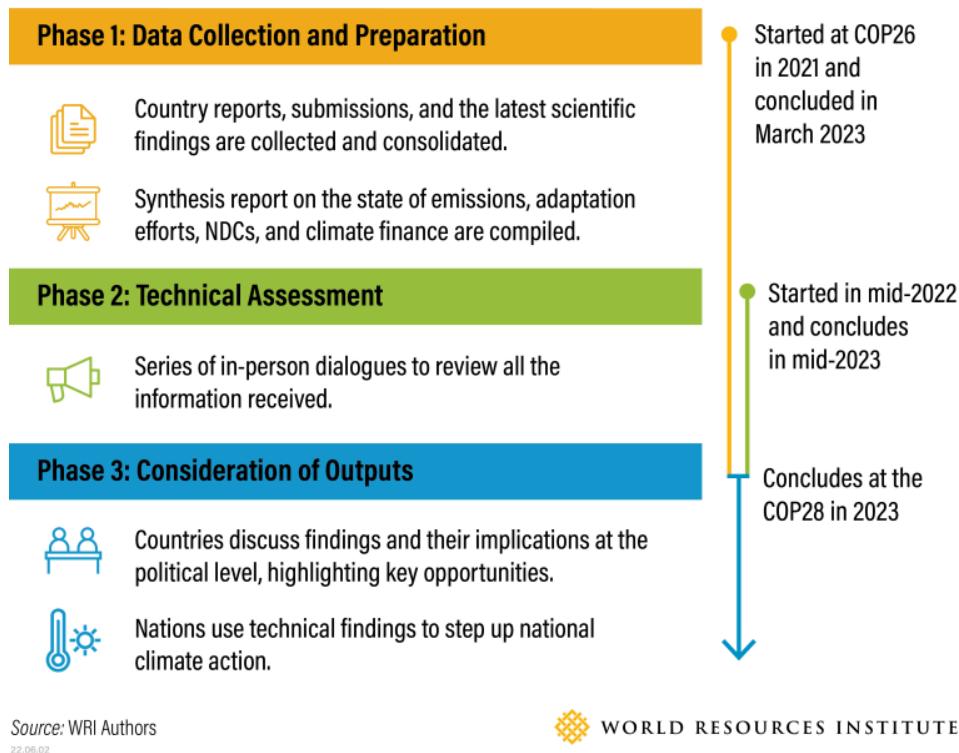 Phase 1: Data Collection and Preparation
Started at COP26
in 2021 and
concluded in
March 2023
Country reports, submissions, and the latest scientific
findings are collected and consolidated.
Synthesis report on the state of emissions, adaptation
efforts, NDCs, and climate finance are compiled.
Phase 2: Technical Assessment
Started in mid-2022
and concludes
in mid-2023
Series of in-person dialogues to review all the
information received.
Phase 3: Consideration of Outputs
Concludes at the
COP28 in 2023
Countries discuss findings and their implications at the
political level, highlighting key opportunities.
Nations use technical findings to step up national
climate action.
Source: WRI Authors
22.06.02
WORLD RESOURCES INSTITUTE